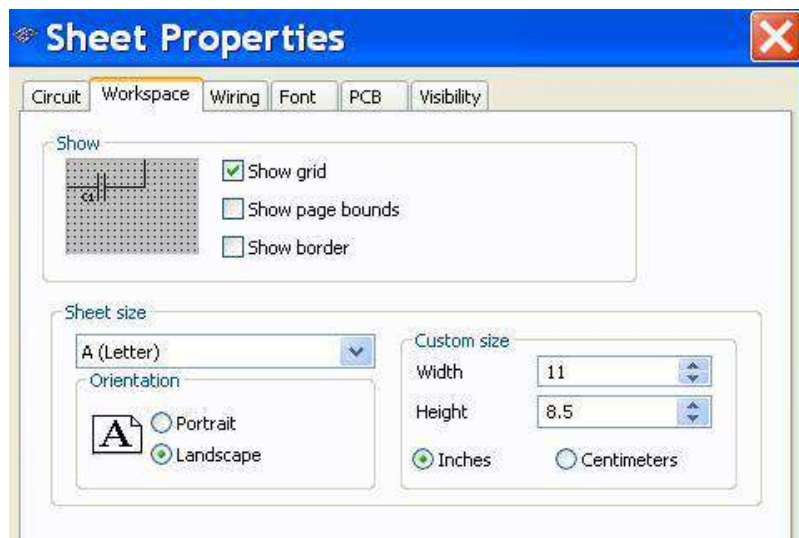 Sheet Properties
Circuit Workspace Wiring Font PCB Visibility
Show
C1
Show grid
Show page bounds
Show border
Sheet size
A (Letter)
Orientation
A
Portrait
Landscape
Custom size
Width 11
Height 8.5
Inches Centimeters